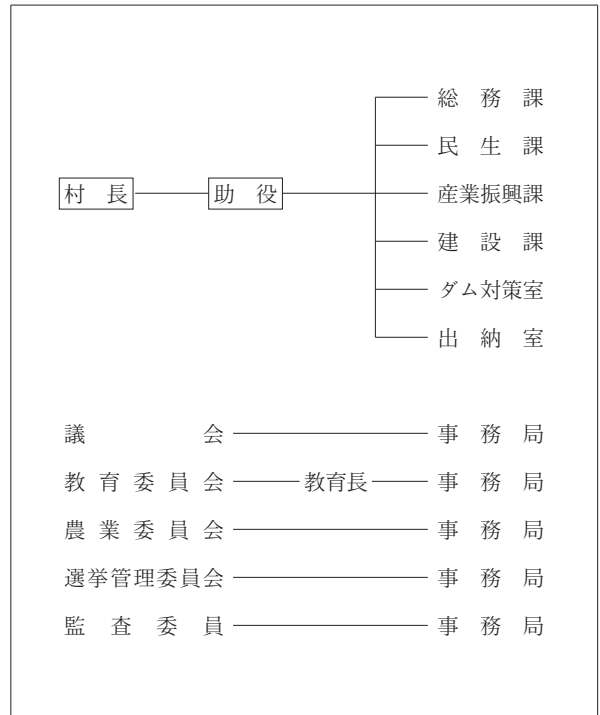 総務課
民生課
村長 助役 産業振興課
建設課
ダム対策室
出納室
議会 事務局
教育委員会 教育長 事務局
農業委員会 事務局
選挙管理委員会 事務局
監査委員 事務局